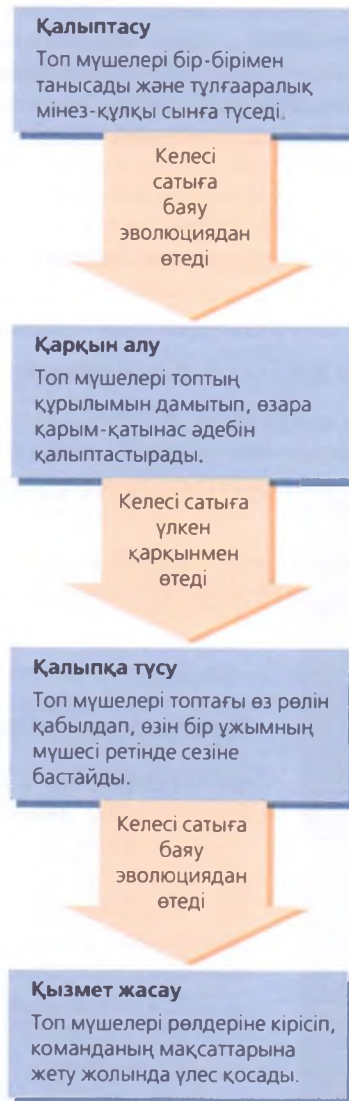 Қалыптасу
Топ мүшелері бір-бірімен
танысады және тұлғааралық
мінез-құлқы сынға түседі.
Келесі
сатыға
баяу
эволюциядан
өтеді
Қарқын алу
Топ мүшелері топтың
құрылымын дамытып, өзара
қарым-қатынас әдебін
қалыптастырады.
Келесі сатыға
үлкен
қарқынмен
өтеді
Қалыпқа түсу
Топ мүшелері топтағы өз рөлін
қабылдап, өзін бір ұжымның
мүшесі ретінде сезіне
бастайды.
Келесі сатыға
баяу
эволюциядан
өтеді
Қызмет жасау
Топ мүшелері рөлдеріне кірісіп,
команданың мақсаттарына
жету жолында үлес қосады.